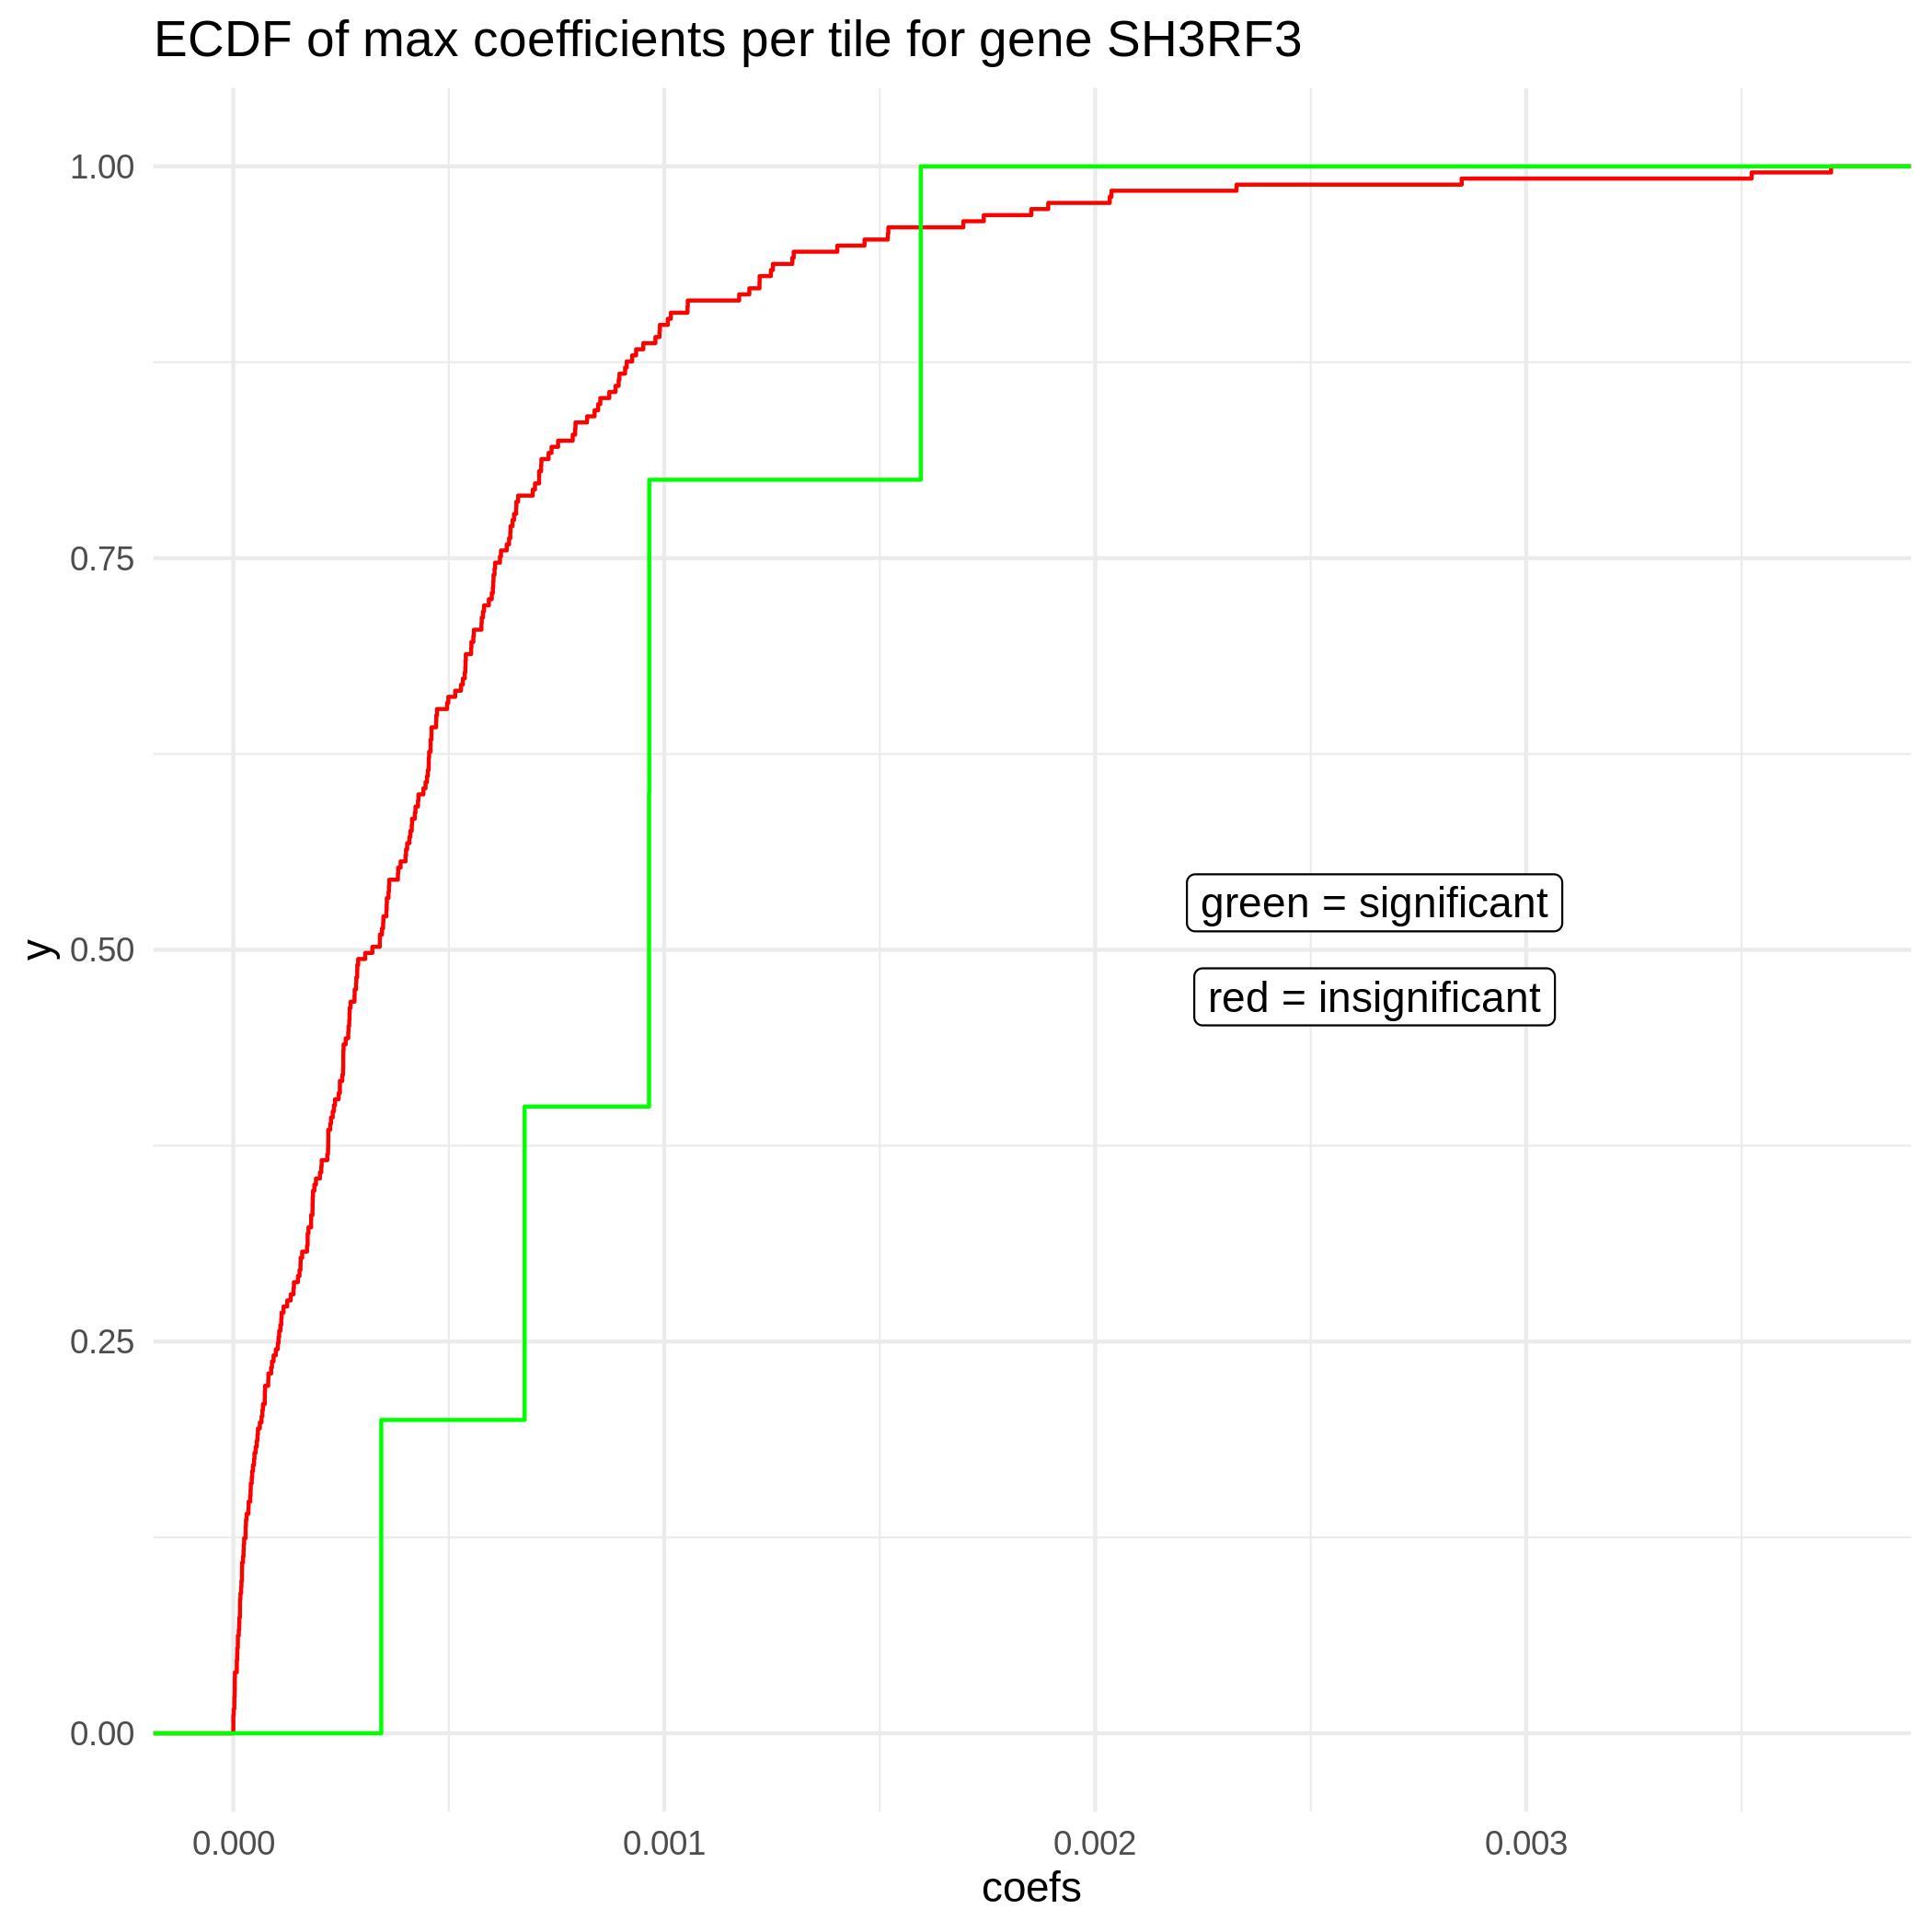 ECDF of max coefficients per tile for gene SH3RF3
1.00
0.75
0.50
0.25
0.00
y
green = significant
red = insignificant
0.000 0.001 0.002 0.003
coefs